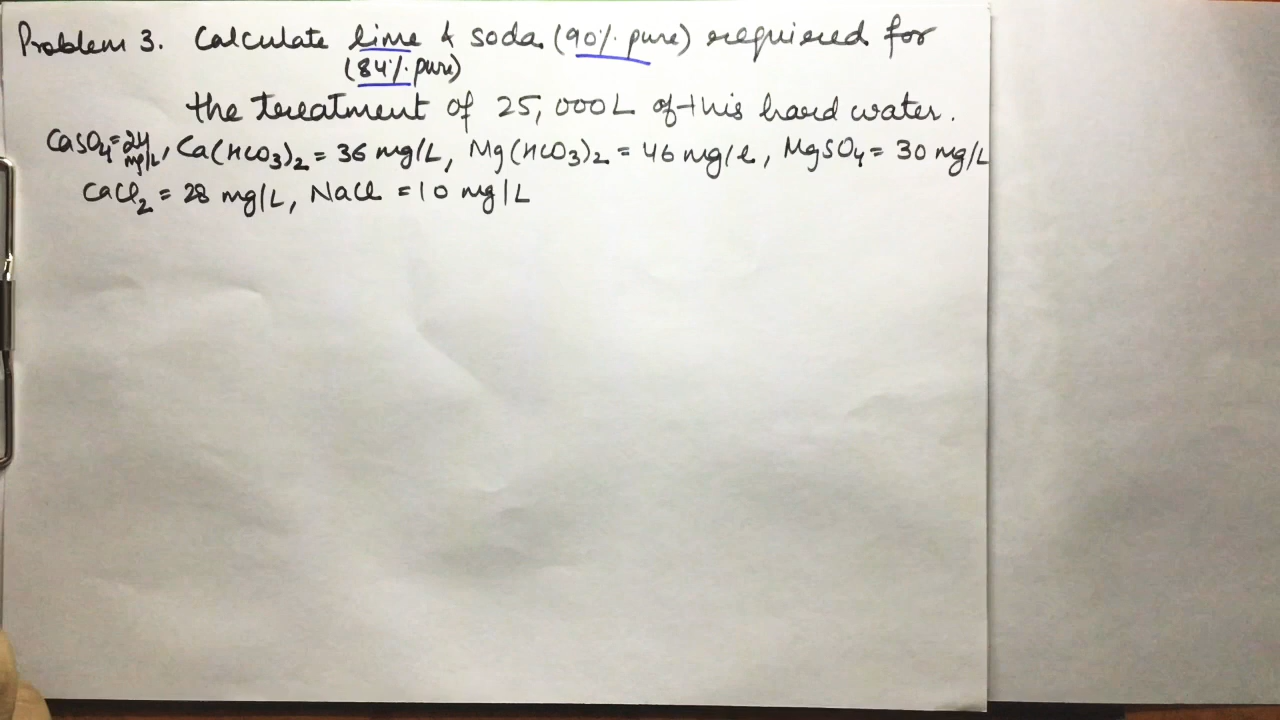 Problem 3. Calculate lime & soda (90% pure) required for
(84% pure)
the treatment of 25,000L of this hard water.
CaSO4 = 24 mg/L, Ca(HCO3)2 = 36 mg/L, Mg(HCO3)2 = 46 mg/l, MgSO4 = 30 mg/L
CaCl2 = 28 mg/L, NaCl = 10 mg/L